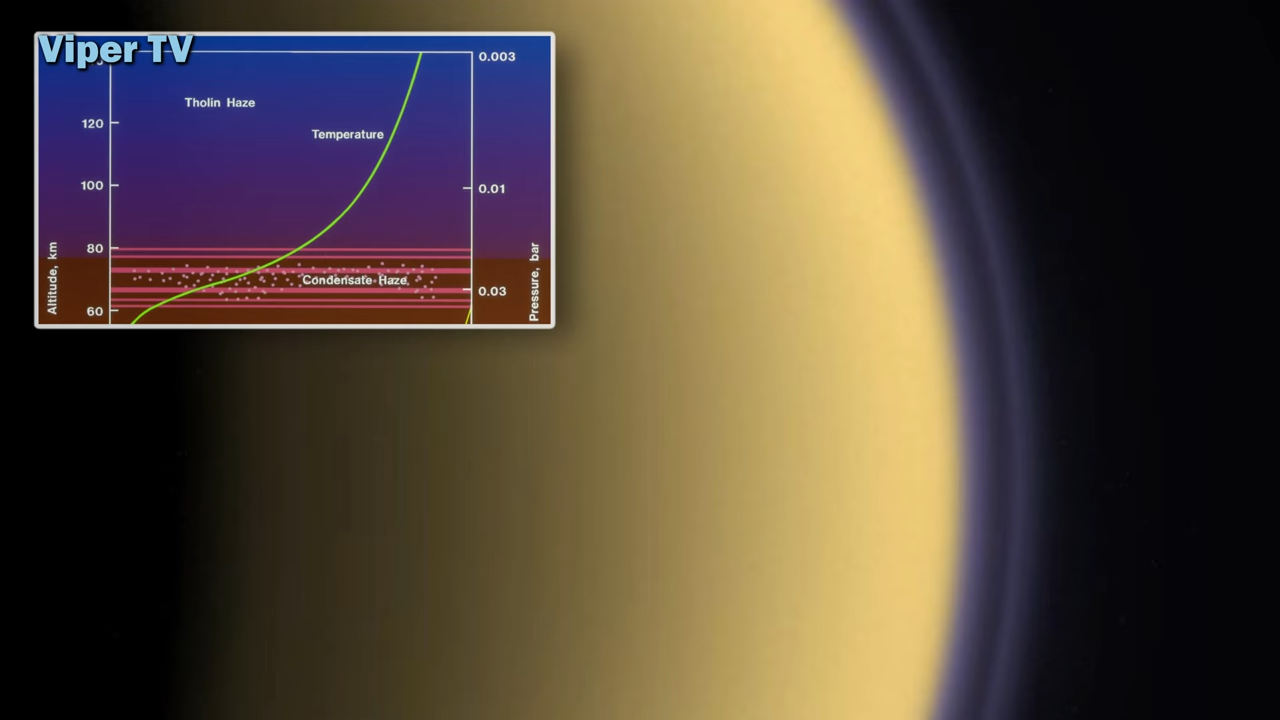 Viper TV
0.003
Tholin Haze
120
Temperature
100
0.01
80
Condensate Haze
0.03
60
Altitude, km
Pressure, bar